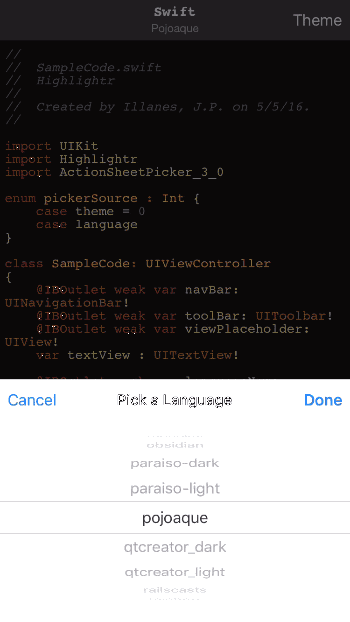 Swift
Pojoaque
Theme
//
//  SampleCode.swift
//  Highlightr
//
//  Created by Illanes, J.P. on 5/5/16.
//
import UIKit
import Highlightr
import ActionSheetPicker_3_0
enum pickerSource : Int {
    case theme = 0
    case language
}
class SampleCode: UIViewController
{
    @IBOutlet weak var navBar:
UINavigationBar!
    @IBOutlet weak var toolBar: UIToolbar!
    @IBOutlet weak var viewPlaceholder:
UIView!
    var textView : UITextView!
Cancel
Pick a Language
Done
obsidian
paraiso-dark
paraiso-light
pojoaque
qtcreator_dark
qtcreator_light
railscasts